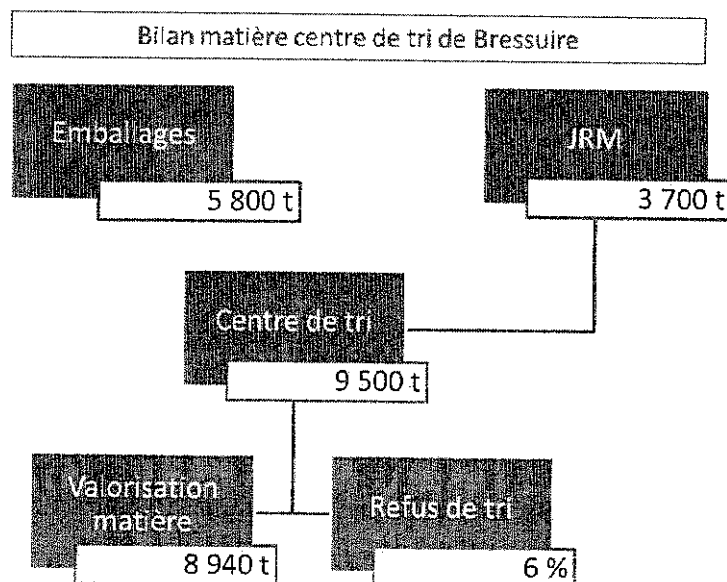 Bilan matière centre de tri de Bressuire
Emballages
5 800 t
JRM
3 700 t
Centre de tri
9 500 t
Valorisation
matière
8 940 t
Refus de tri
6 %